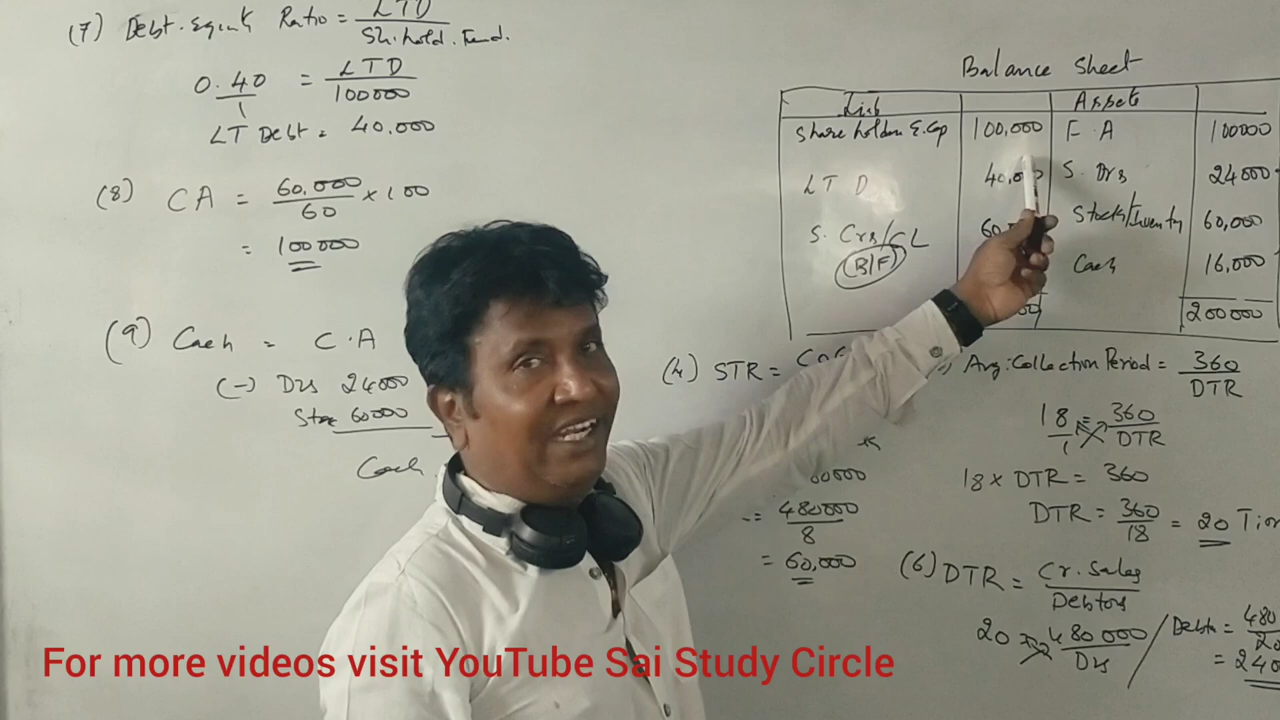 (7) Debt. Equity Ratio = LTD / Sh. hold. Fund.
0.40 / 1 = LTD / 100000
LT Debt = 40,000
(8) CA = 60,000 / 60 × 100
= 100000
(9) Cash = C.A
(-) Drs 24000
60000
Cash
Balance Sheet
Liab Assets
Share holders E. Cap 100,000 F. A 100000
LT D 40,000 S. Drs 24000
S. Crs/CL Stock/Inventory 60,000
(B/F) Cash 16,000
200000
(4) STR =
= 480000 / 8
= 60,000
Avg: Collection Period = 360 / DTR
18 / 1 = 360 / DTR
18 × DTR = 360
DTR = 360 / 18 = 20
(6) DTR = Cr. Sales / Debtors
20 480000 / Drs / Debts = 480 / 20
= 240
For more videos visit YouTube Sai Study Circle